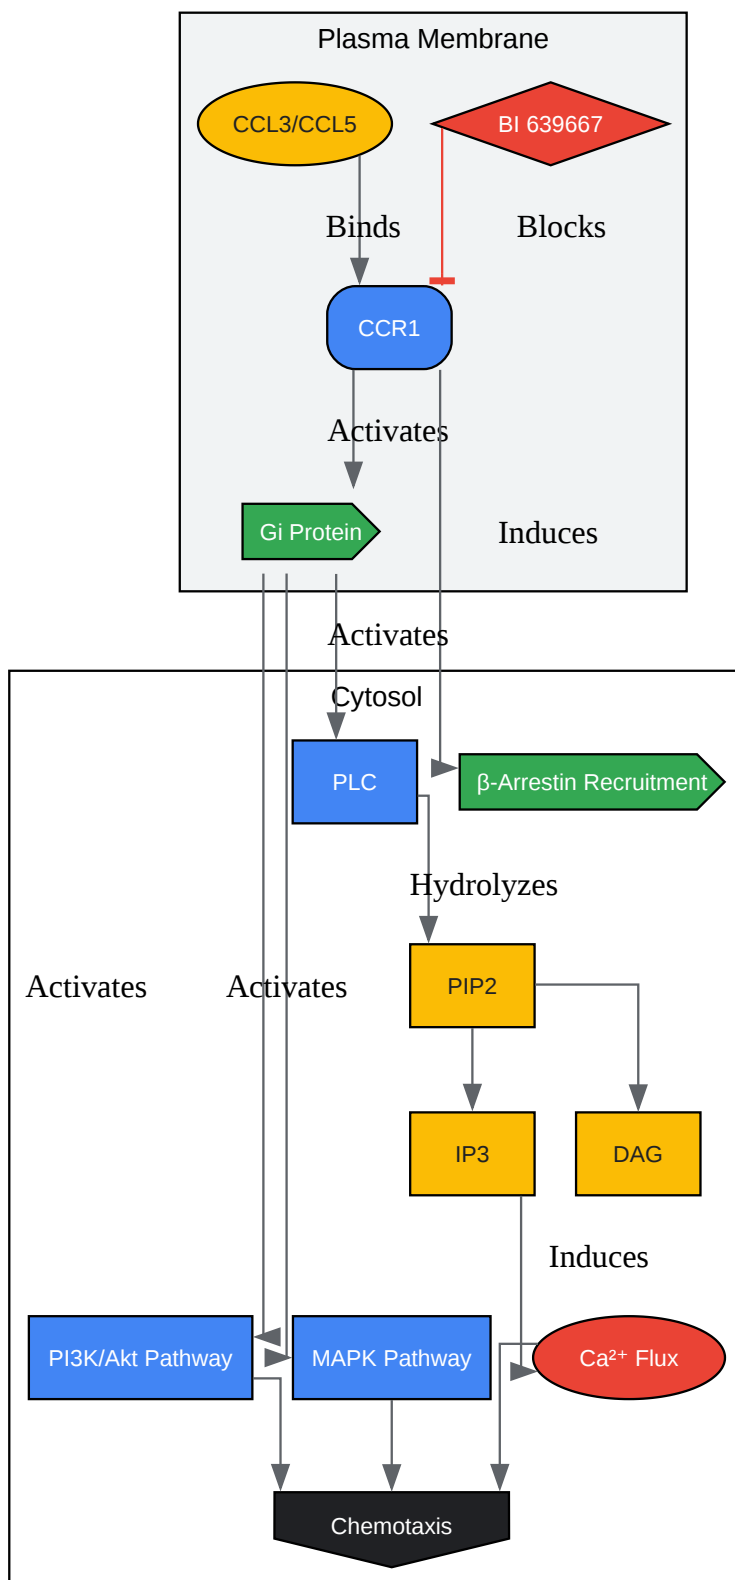 Plasma Membrane
CCL3/CCL5
BI 639667
Binds
Blocks
CCR1
Activates
Gi Protein
Induces
Activates
Cytosol
PLC
β-Arrestin Recruitment
Hydrolyzes
Activates
Activates
PIP2
IP3
DAG
Induces
PI3K/Akt Pathway
MAPK Pathway
Ca²⁺ Flux
Chemotaxis